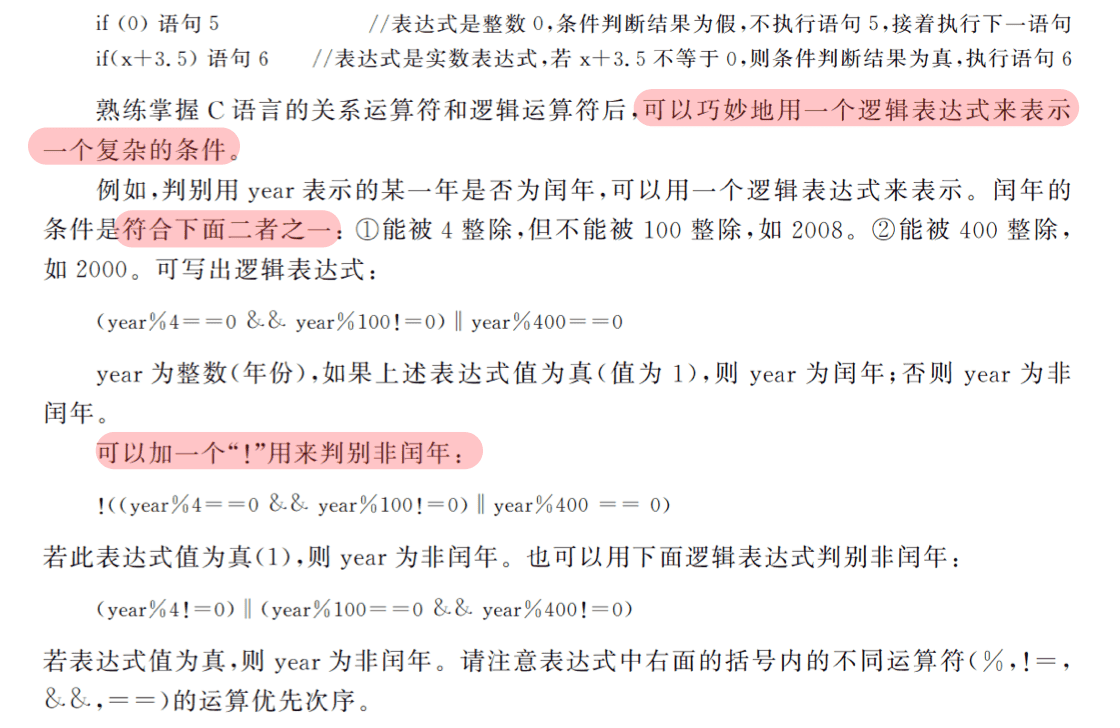 if (0) 语句 5 //表达式是整数 0,条件判断结果为假,不执行语句 5,接着执行下一语句
if(x+3.5) 语句 6 //表达式是实数表达式,若 x+3.5 不等于 0,则条件判断结果为真,执行语句 6
熟练掌握 C 语言的关系运算符和逻辑运算符后,可以巧妙地用一个逻辑表达式来表示
一个复杂的条件。
例如,判别用 year 表示的某一年是否为闰年,可以用一个逻辑表达式来表示。闰年的
条件是符合下面二者之一:①能被 4 整除,但不能被 100 整除,如 2008。②能被 400 整除,
如 2000。可写出逻辑表达式:
(year%4==0 && year%100!=0) || year%400==0
year 为整数(年份),如果上述表达式值为真(值为 1),则 year 为闰年;否则 year 为非
闰年。
可以加一个“!”用来判别非闰年:
!((year%4==0 && year%100!=0) || year%400 == 0)
若此表达式值为真(1),则 year 为非闰年。也可以用下面逻辑表达式判别非闰年:
(year%4!=0) || (year%100==0 && year%400!=0)
若表达式值为真,则 year 为非闰年。请注意表达式中右面的括号内的不同运算符(%,!=,
&&,==)的运算优先次序。